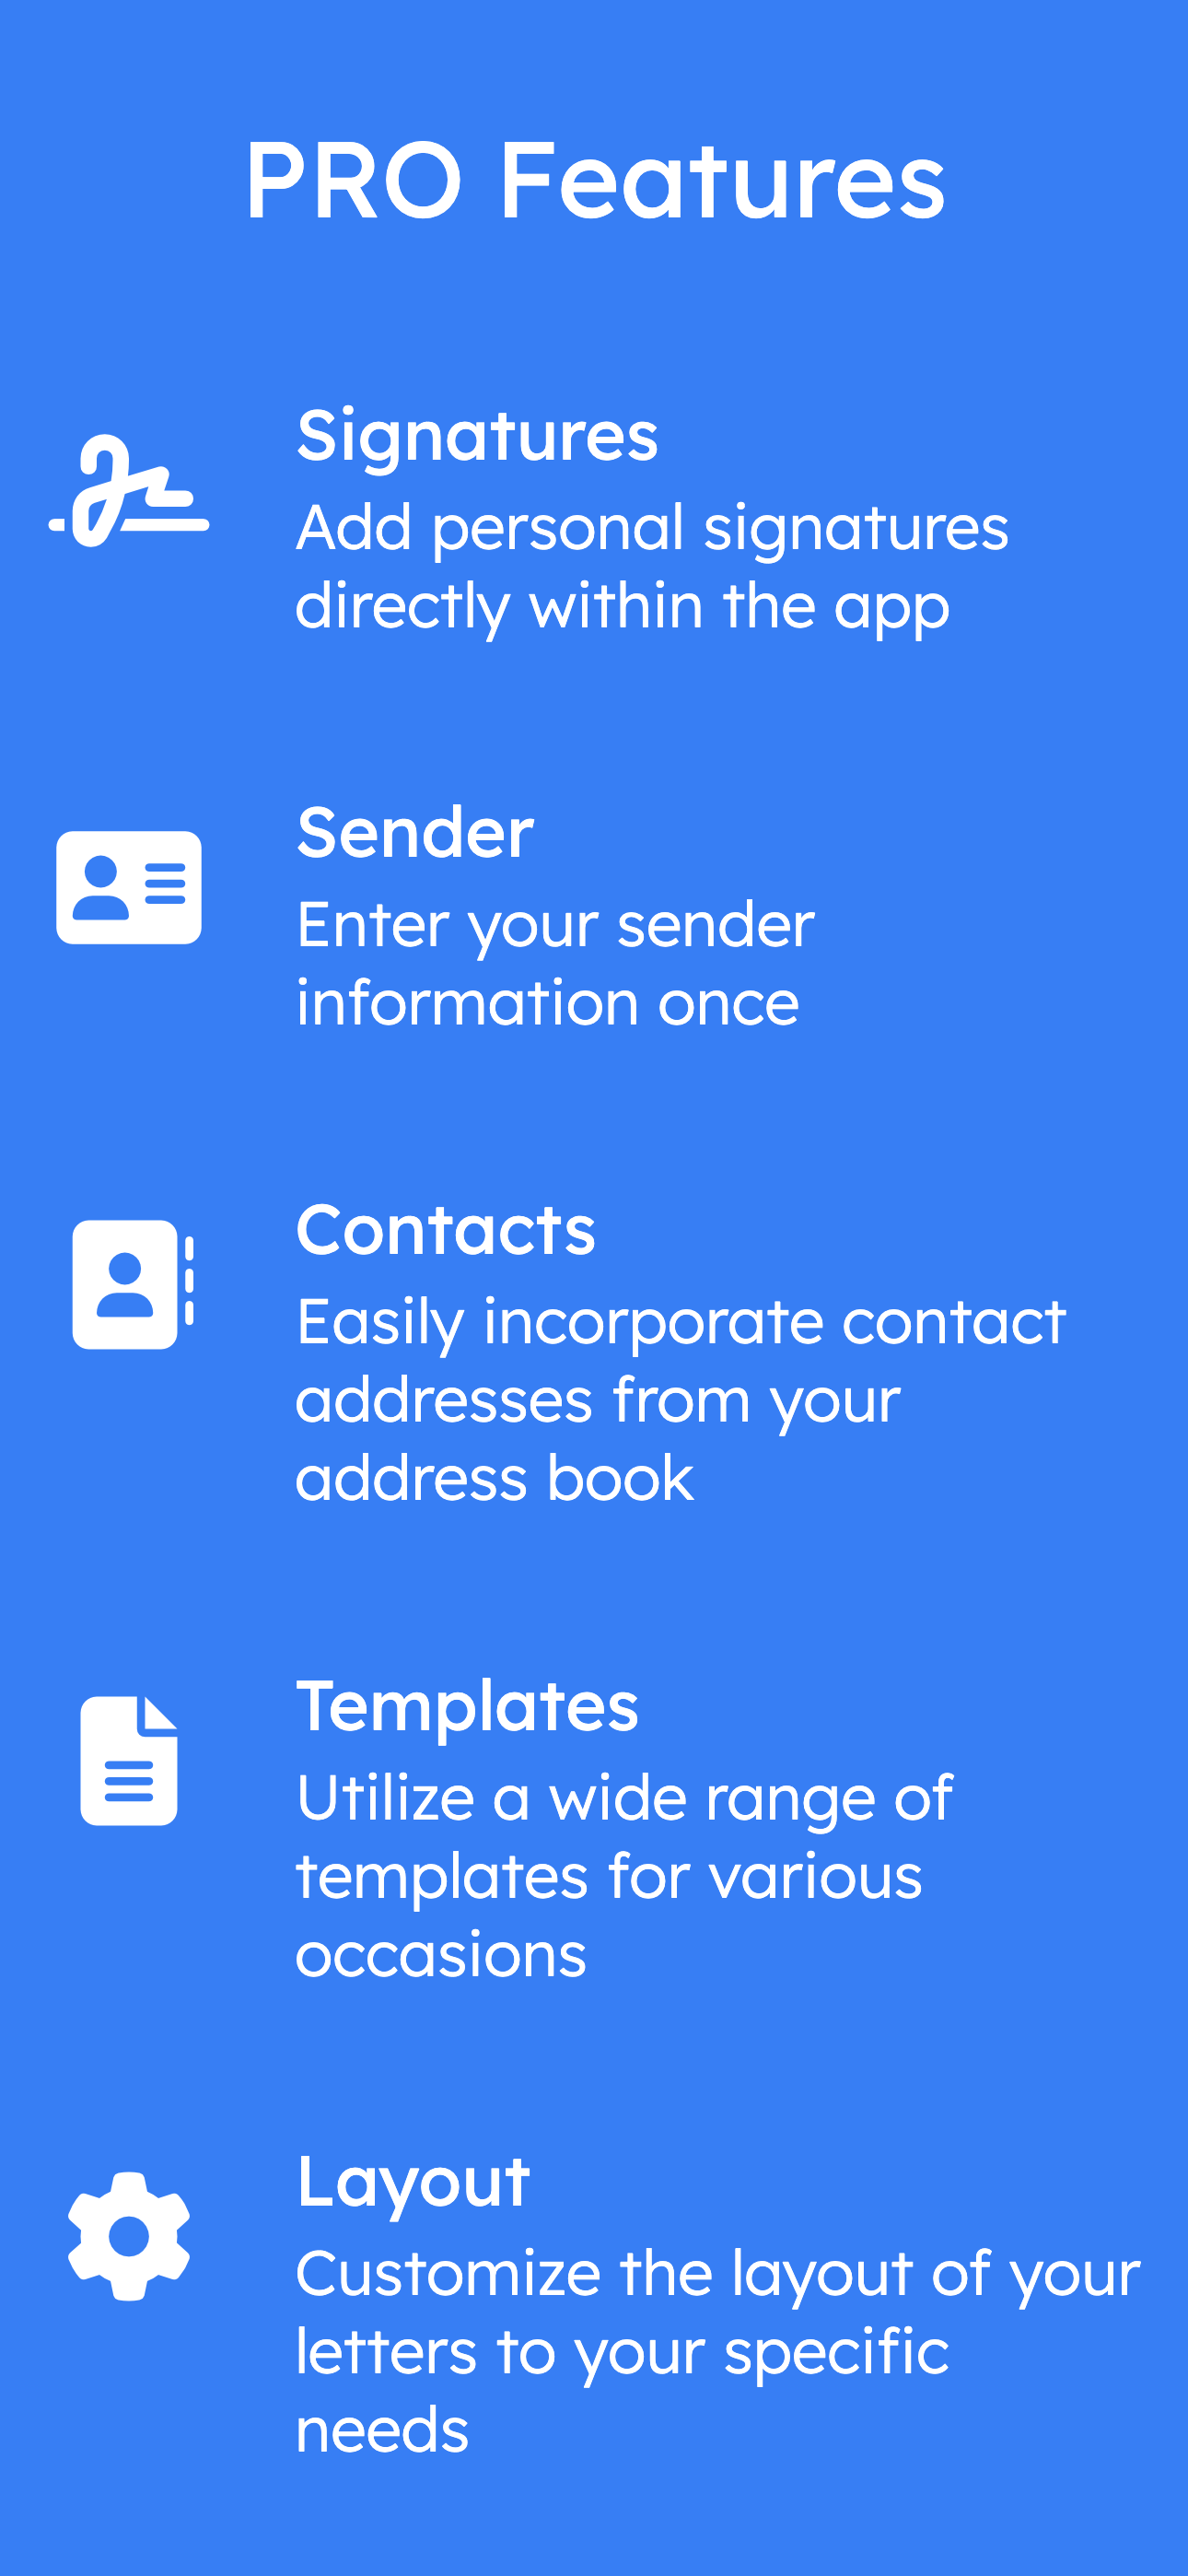 PRO Features
Signatures
Add personal signatures
directly within the app
Sender
Enter your sender
information once
Contacts
Easily incorporate contact
addresses from your
address book
Templates
Utilize a wide range of
templates for various
occasions
Layout
Customize the layout of your
letters to your specific
needs